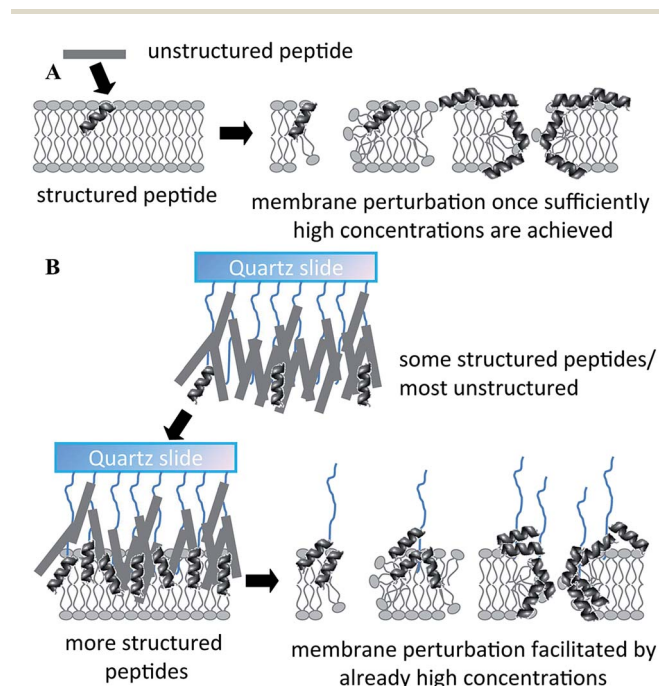 unstructured peptide
A
structured peptide
membrane perturbation once sufficiently
high concentrations are achieved
B
Quartz slide
some structured peptides/
most unstructured
Quartz slide
more structured
peptides
membrane perturbation facilitated by
already high concentrations